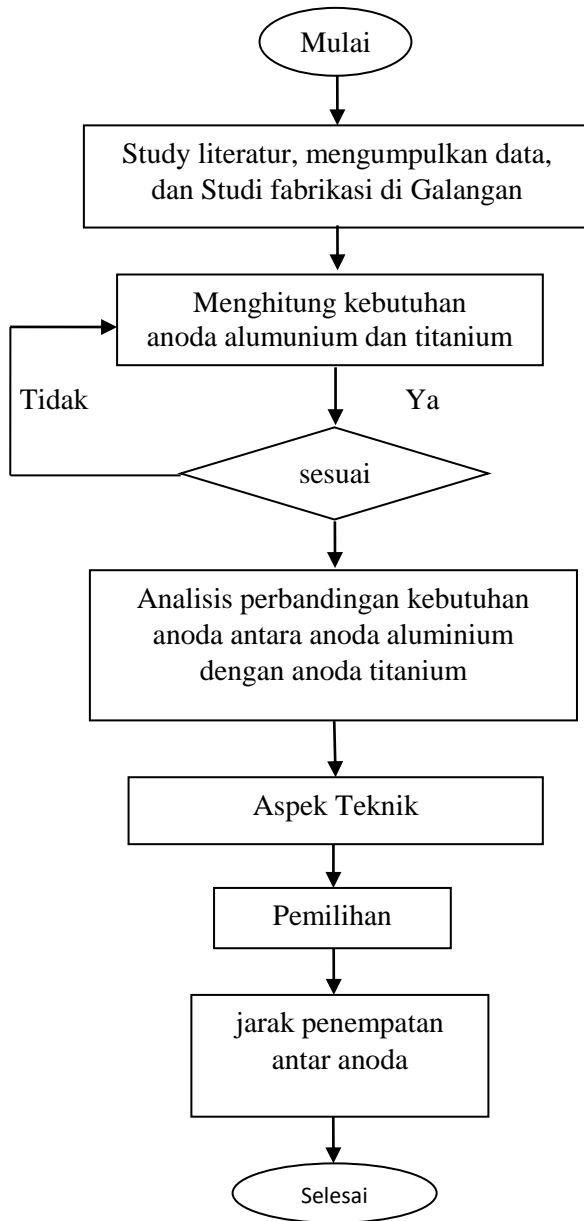 Mulai
Study literatur, mengumpulkan data,
dan Studi fabrikasi di Galangan
Menghitung kebutuhan
anoda alumunium dan titanium
Tidak
Ya
sesuai
Analisis perbandingan kebutuhan
anoda antara anoda aluminium
dengan anoda titanium
Aspek Teknik
Pemilihan
jarak penempatan
antar anoda
Selesai